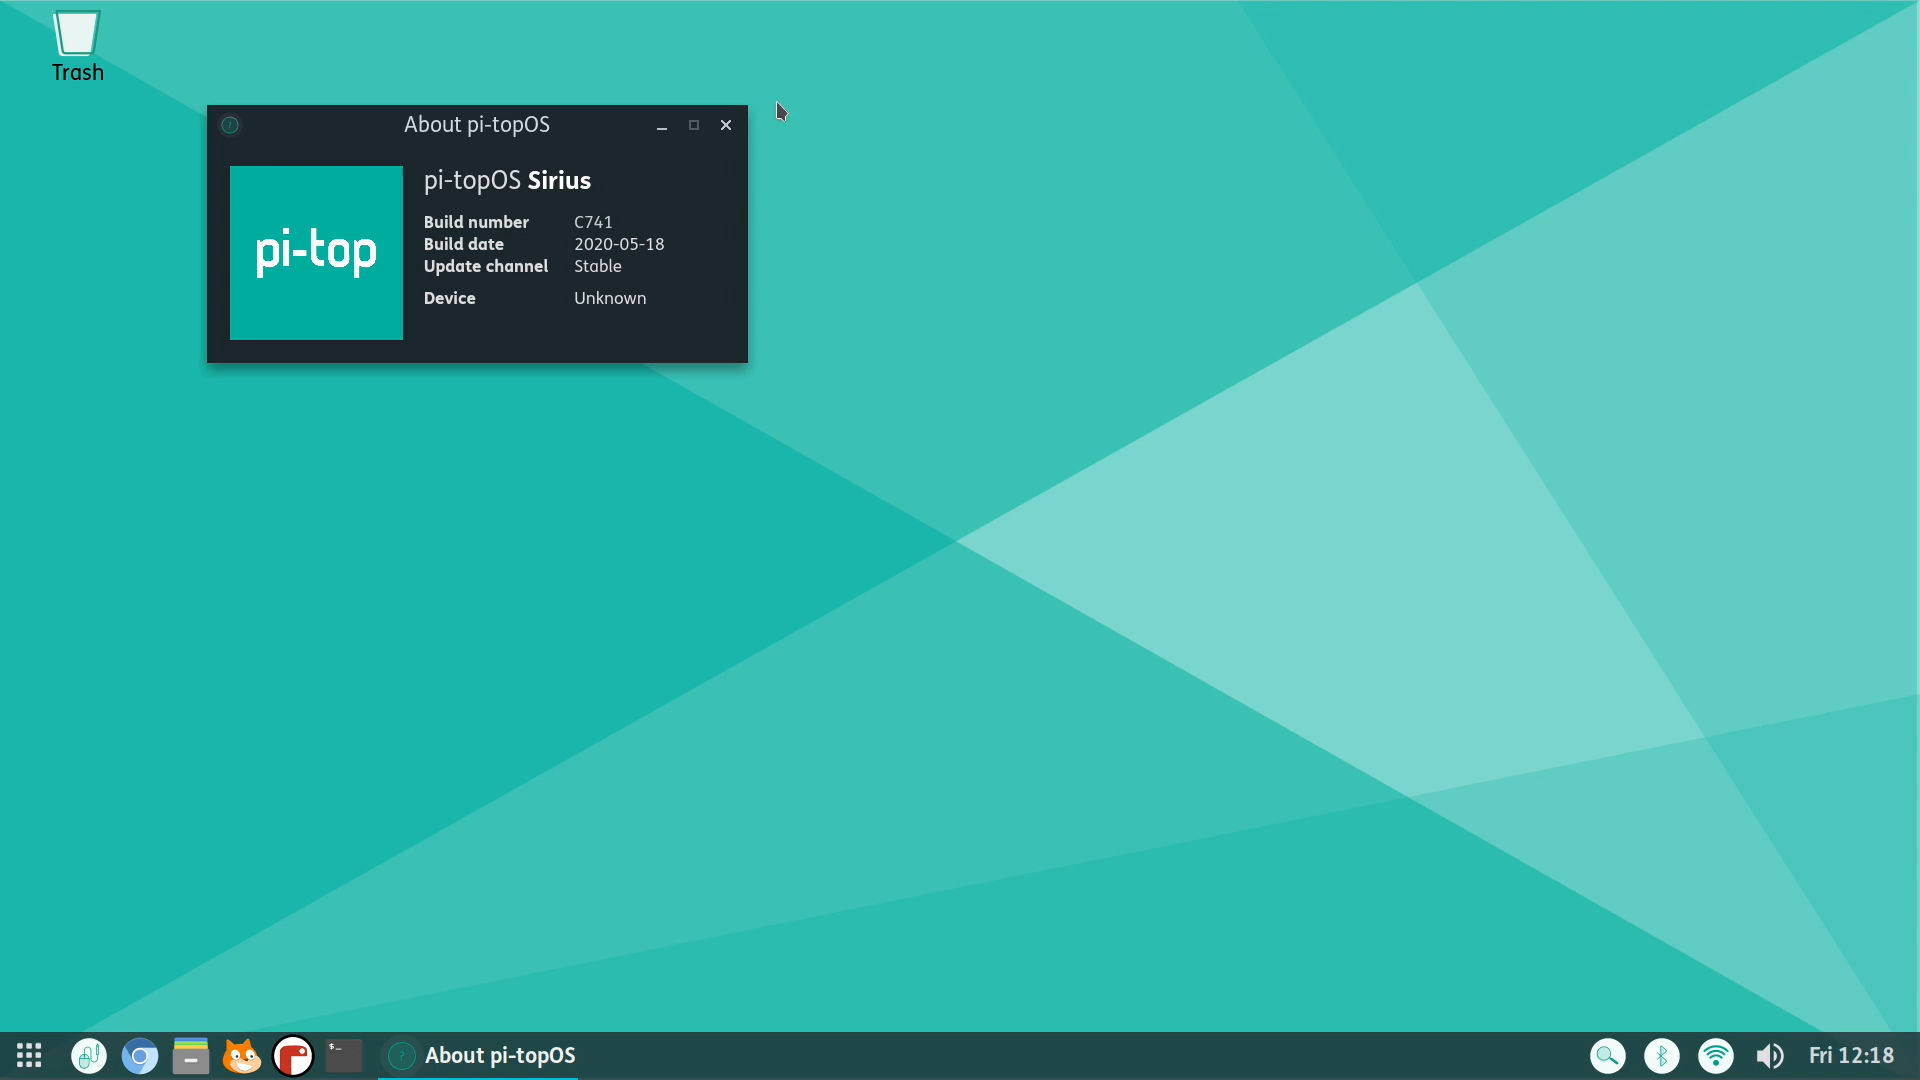 Trash
About pi-topOS
pi-top
pi-topOS Sirius
Build number C741
Build date 2020-05-18
Update channel Stable
Device Unknown
$_
About pi-topOS
Fri 12:18